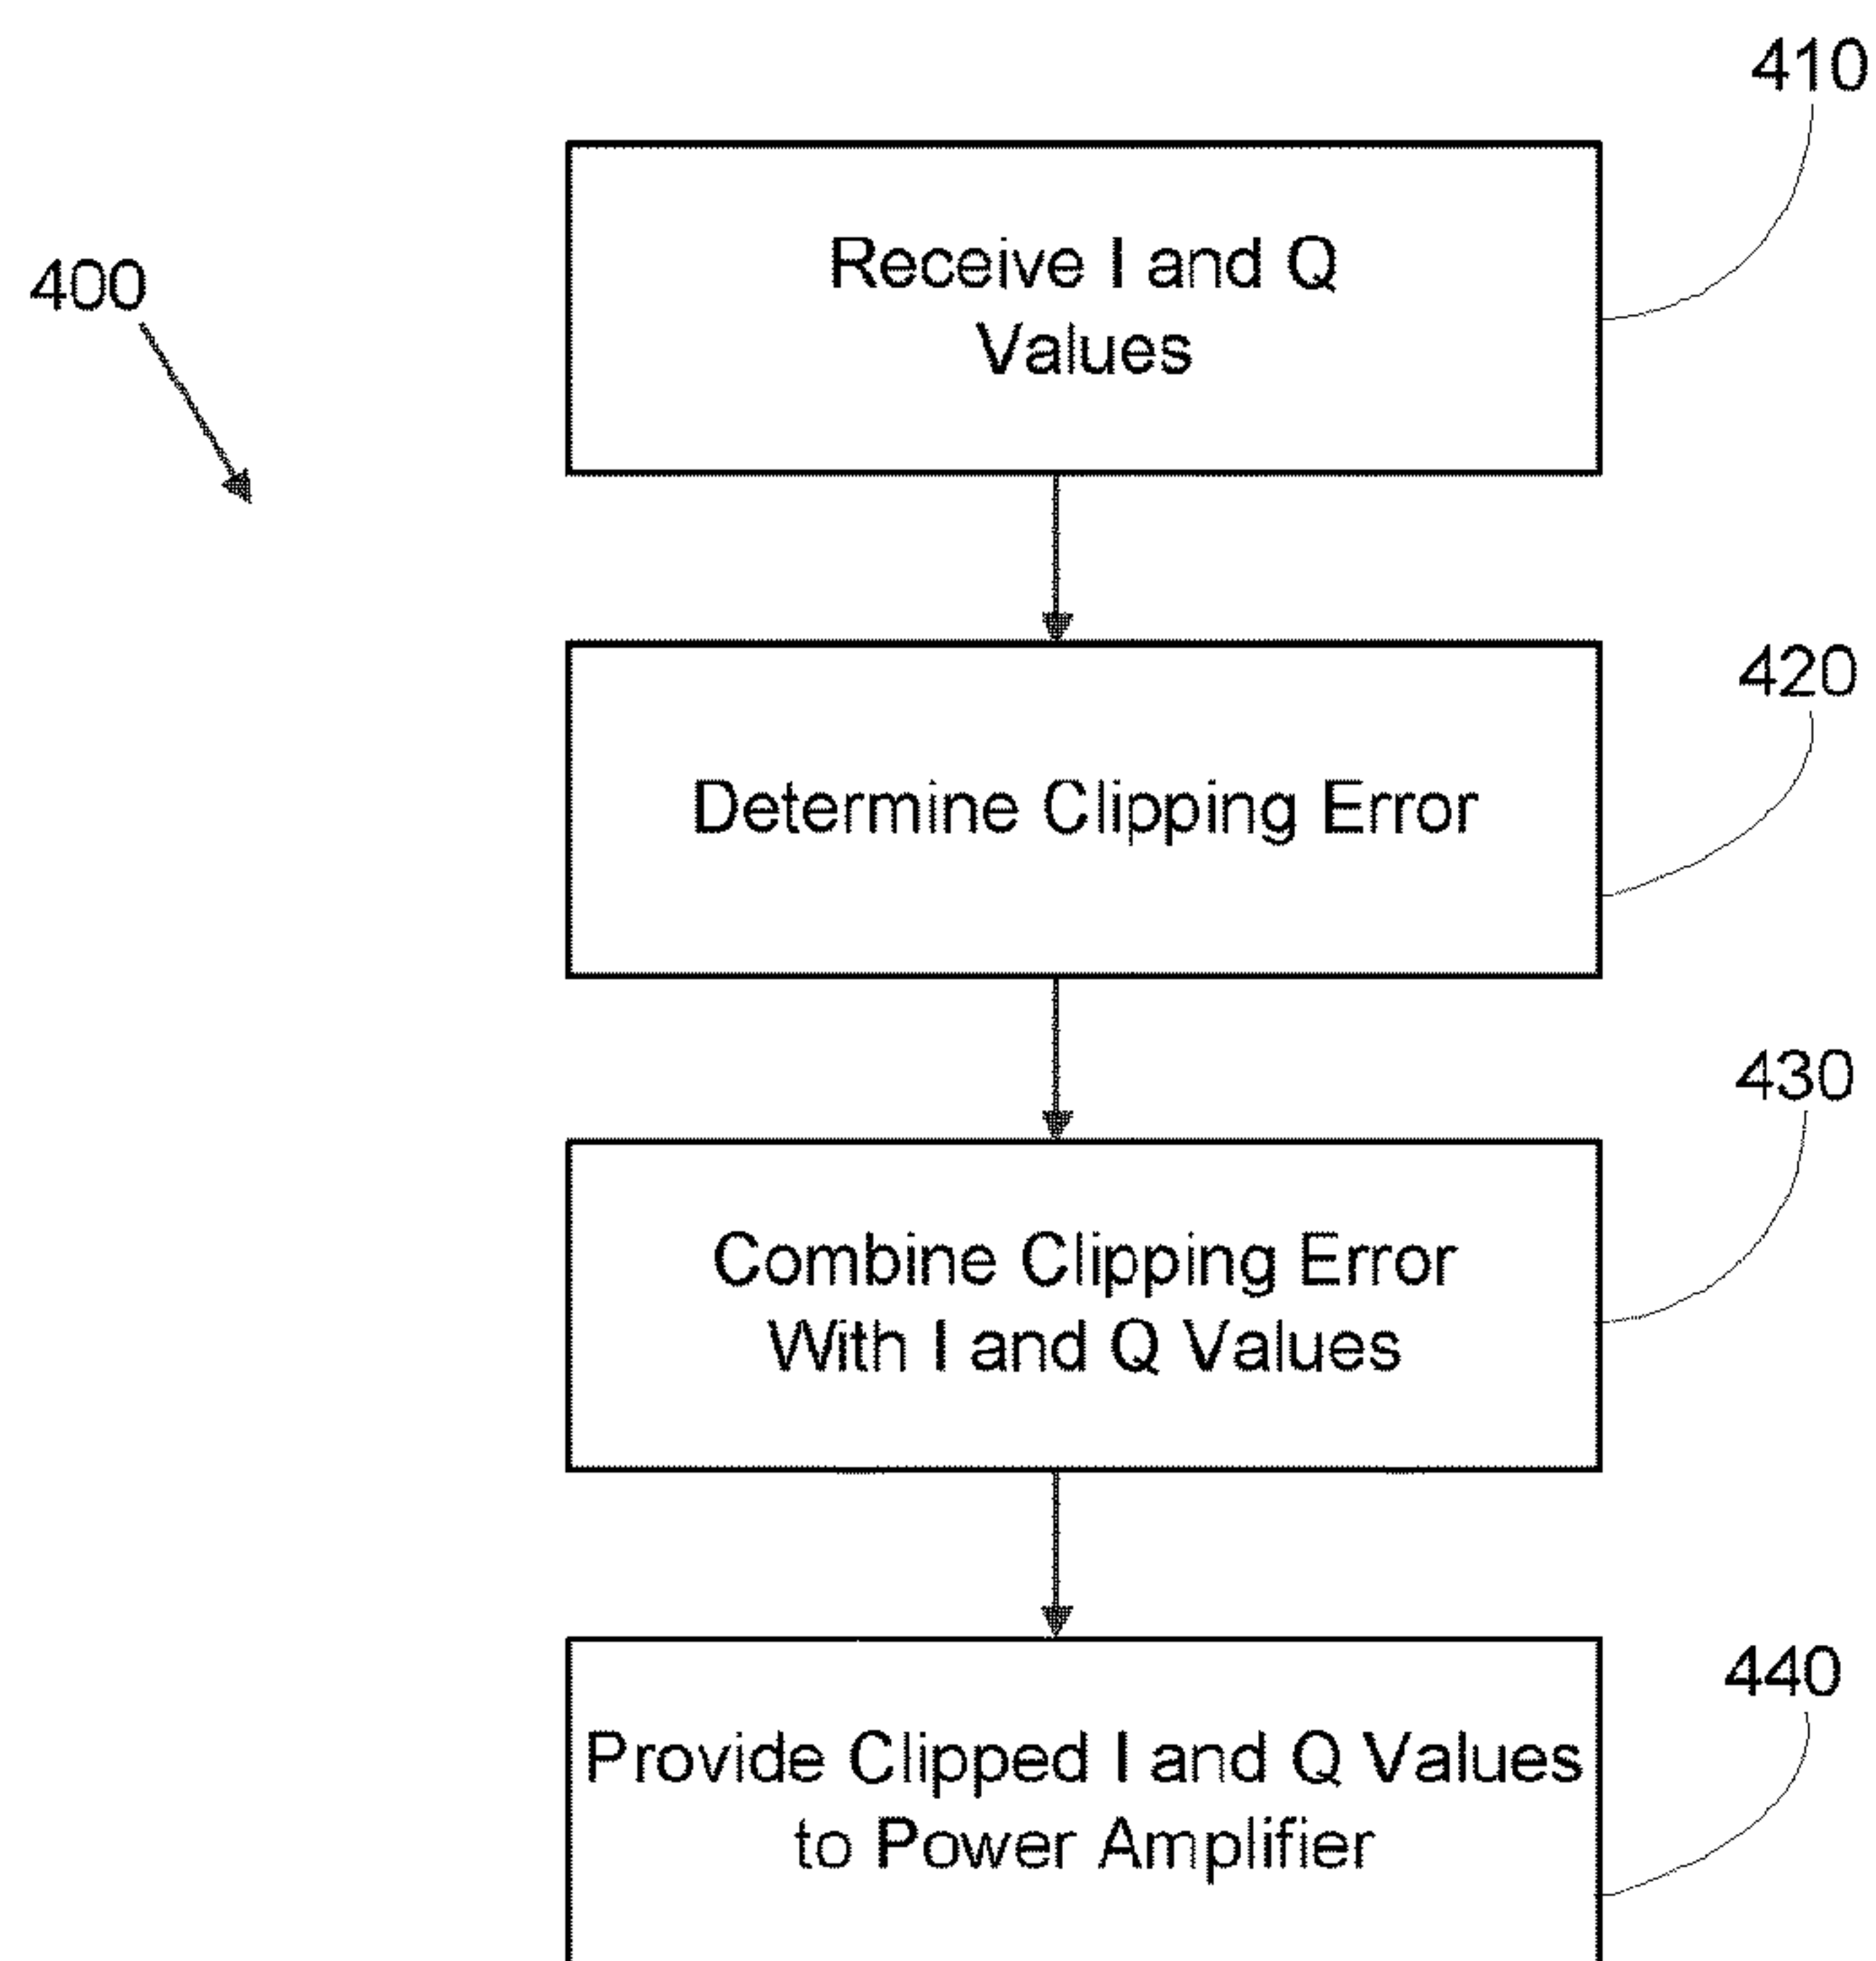 410
Receive I and Q
Values
400
420
Determine Clipping Error
430
Combine Clipping Error
With I and Q Values
440
Provide Clipped I and Q Values
to Power Amplifier